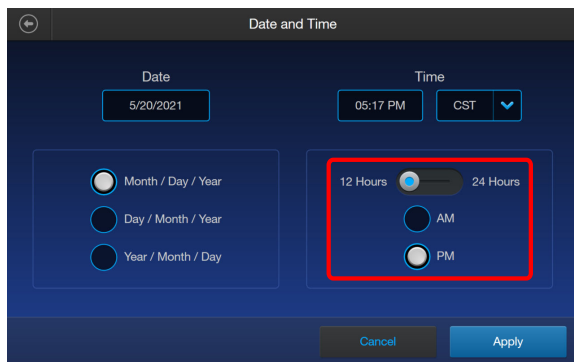 Date and Time
Date
Time
5/20/2021
05:17 PM
CST
Month / Day / Year
Day / Month / Year
Year / Month / Day
12 Hours
24 Hours
AM
PM
Cancel
Apply